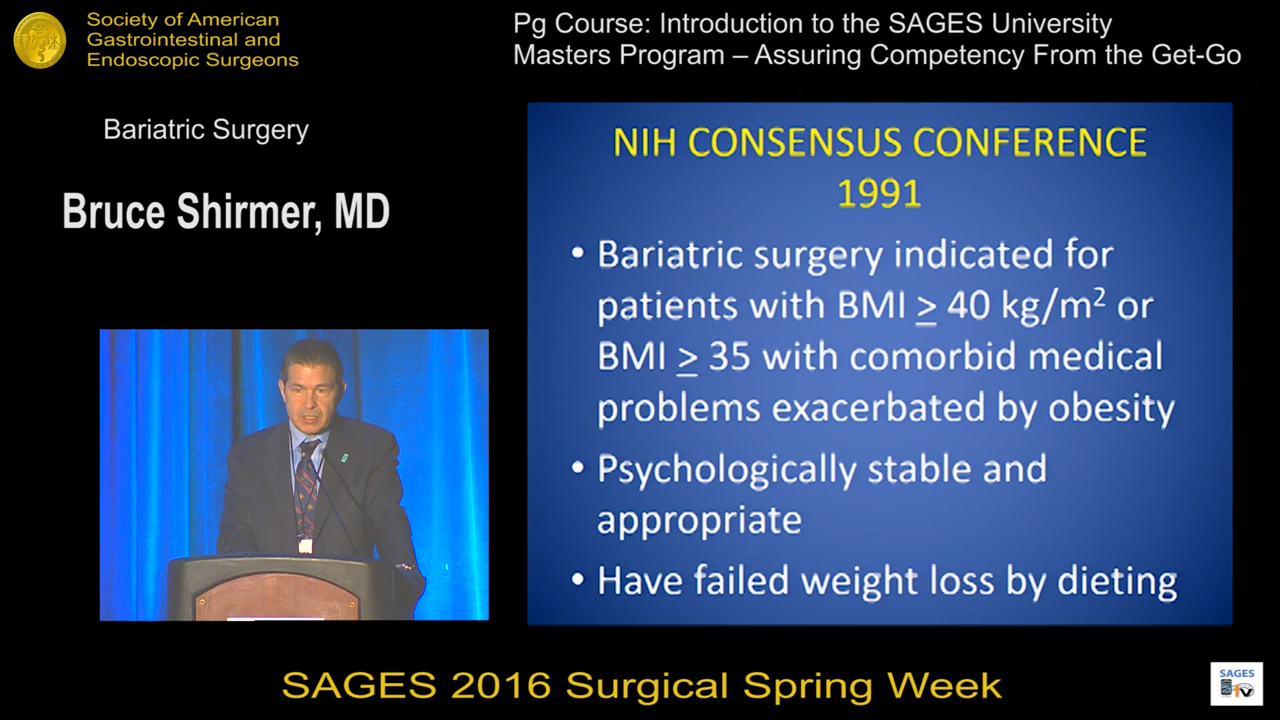 Society of American
Gastrointestinal and
Endoscopic Surgeons
Pg Course: Introduction to the SAGES University
Masters Program – Assuring Competency From the Get-Go
Bariatric Surgery
Bruce Shirmer, MD
NIH CONSENSUS CONFERENCE
1991
• Bariatric surgery indicated for
patients with BMI ≥ 40 kg/m² or
BMI ≥ 35 with comorbid medical
problems exacerbated by obesity
• Psychologically stable and
appropriate
• Have failed weight loss by dieting
SAGES 2016 Surgical Spring Week
SAGES
TV